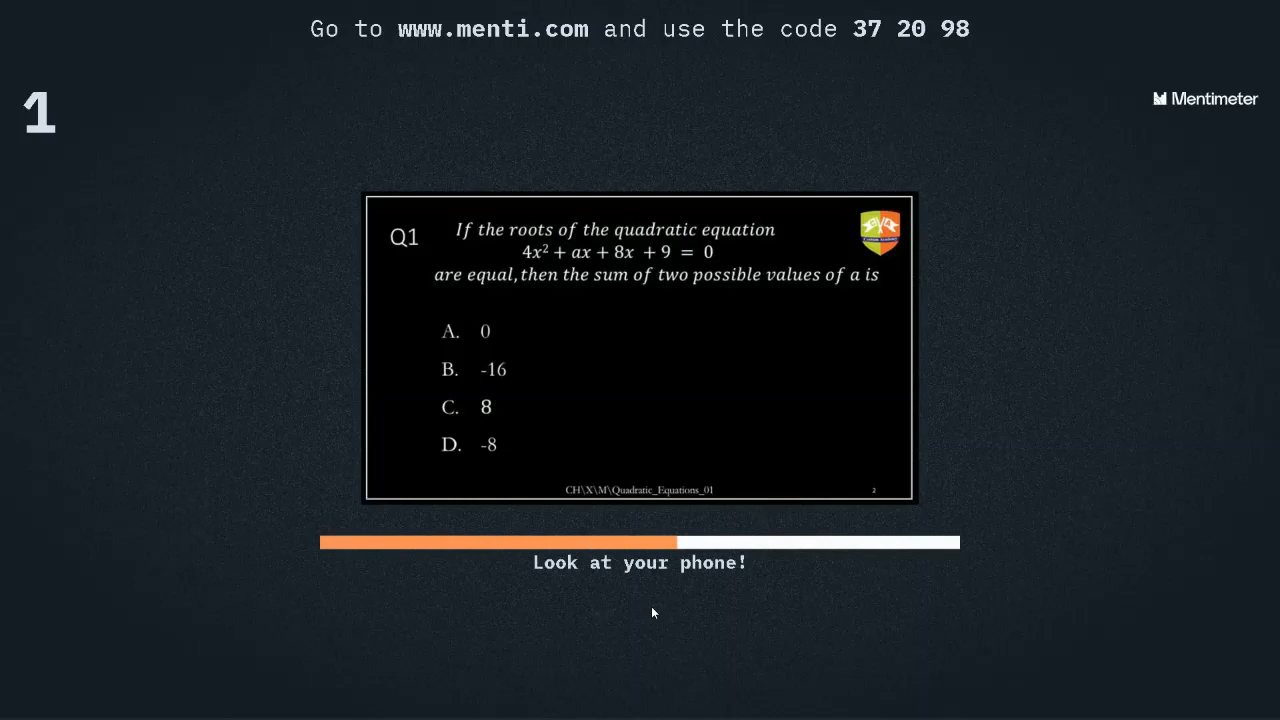 Go to www.menti.com and use the code 37 20 98
1
Mentimeter
Q1
If the roots of the quadratic equation
4x² + ax + 8x + 9 = 0
are equal, then the sum of two possible values of a is
A. 0
B. -16
C. 8
D. -8
CH\X\M\Quadratic_Equations_01
2
Look at your phone!